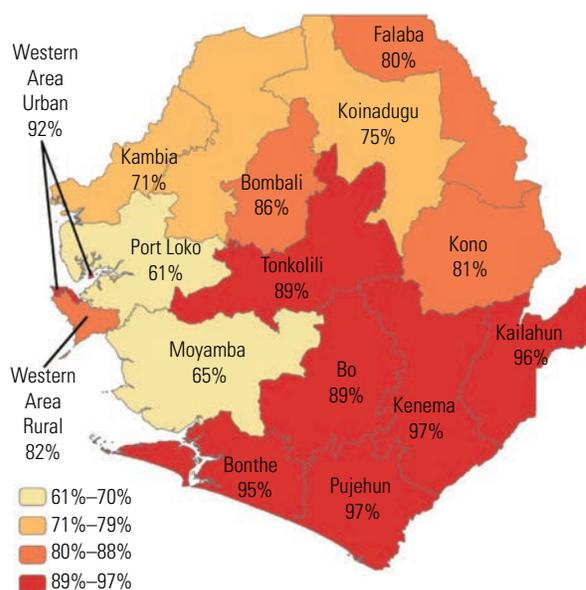 Falaba
80%
Western
Area
Urban
92%
Koinadugu
75%
Kambia
71%
Bombali
86%
Port Loko
61%
Kono
81%
Tonkolili
89%
Kailahun
96%
Moyamba
65%
Bo
89%
Western
Area
Rural
82%
Kenema
97%
Bonthe
95%
Pujehun
97%
61%–70%
71%–79%
80%–88%
89%–97%